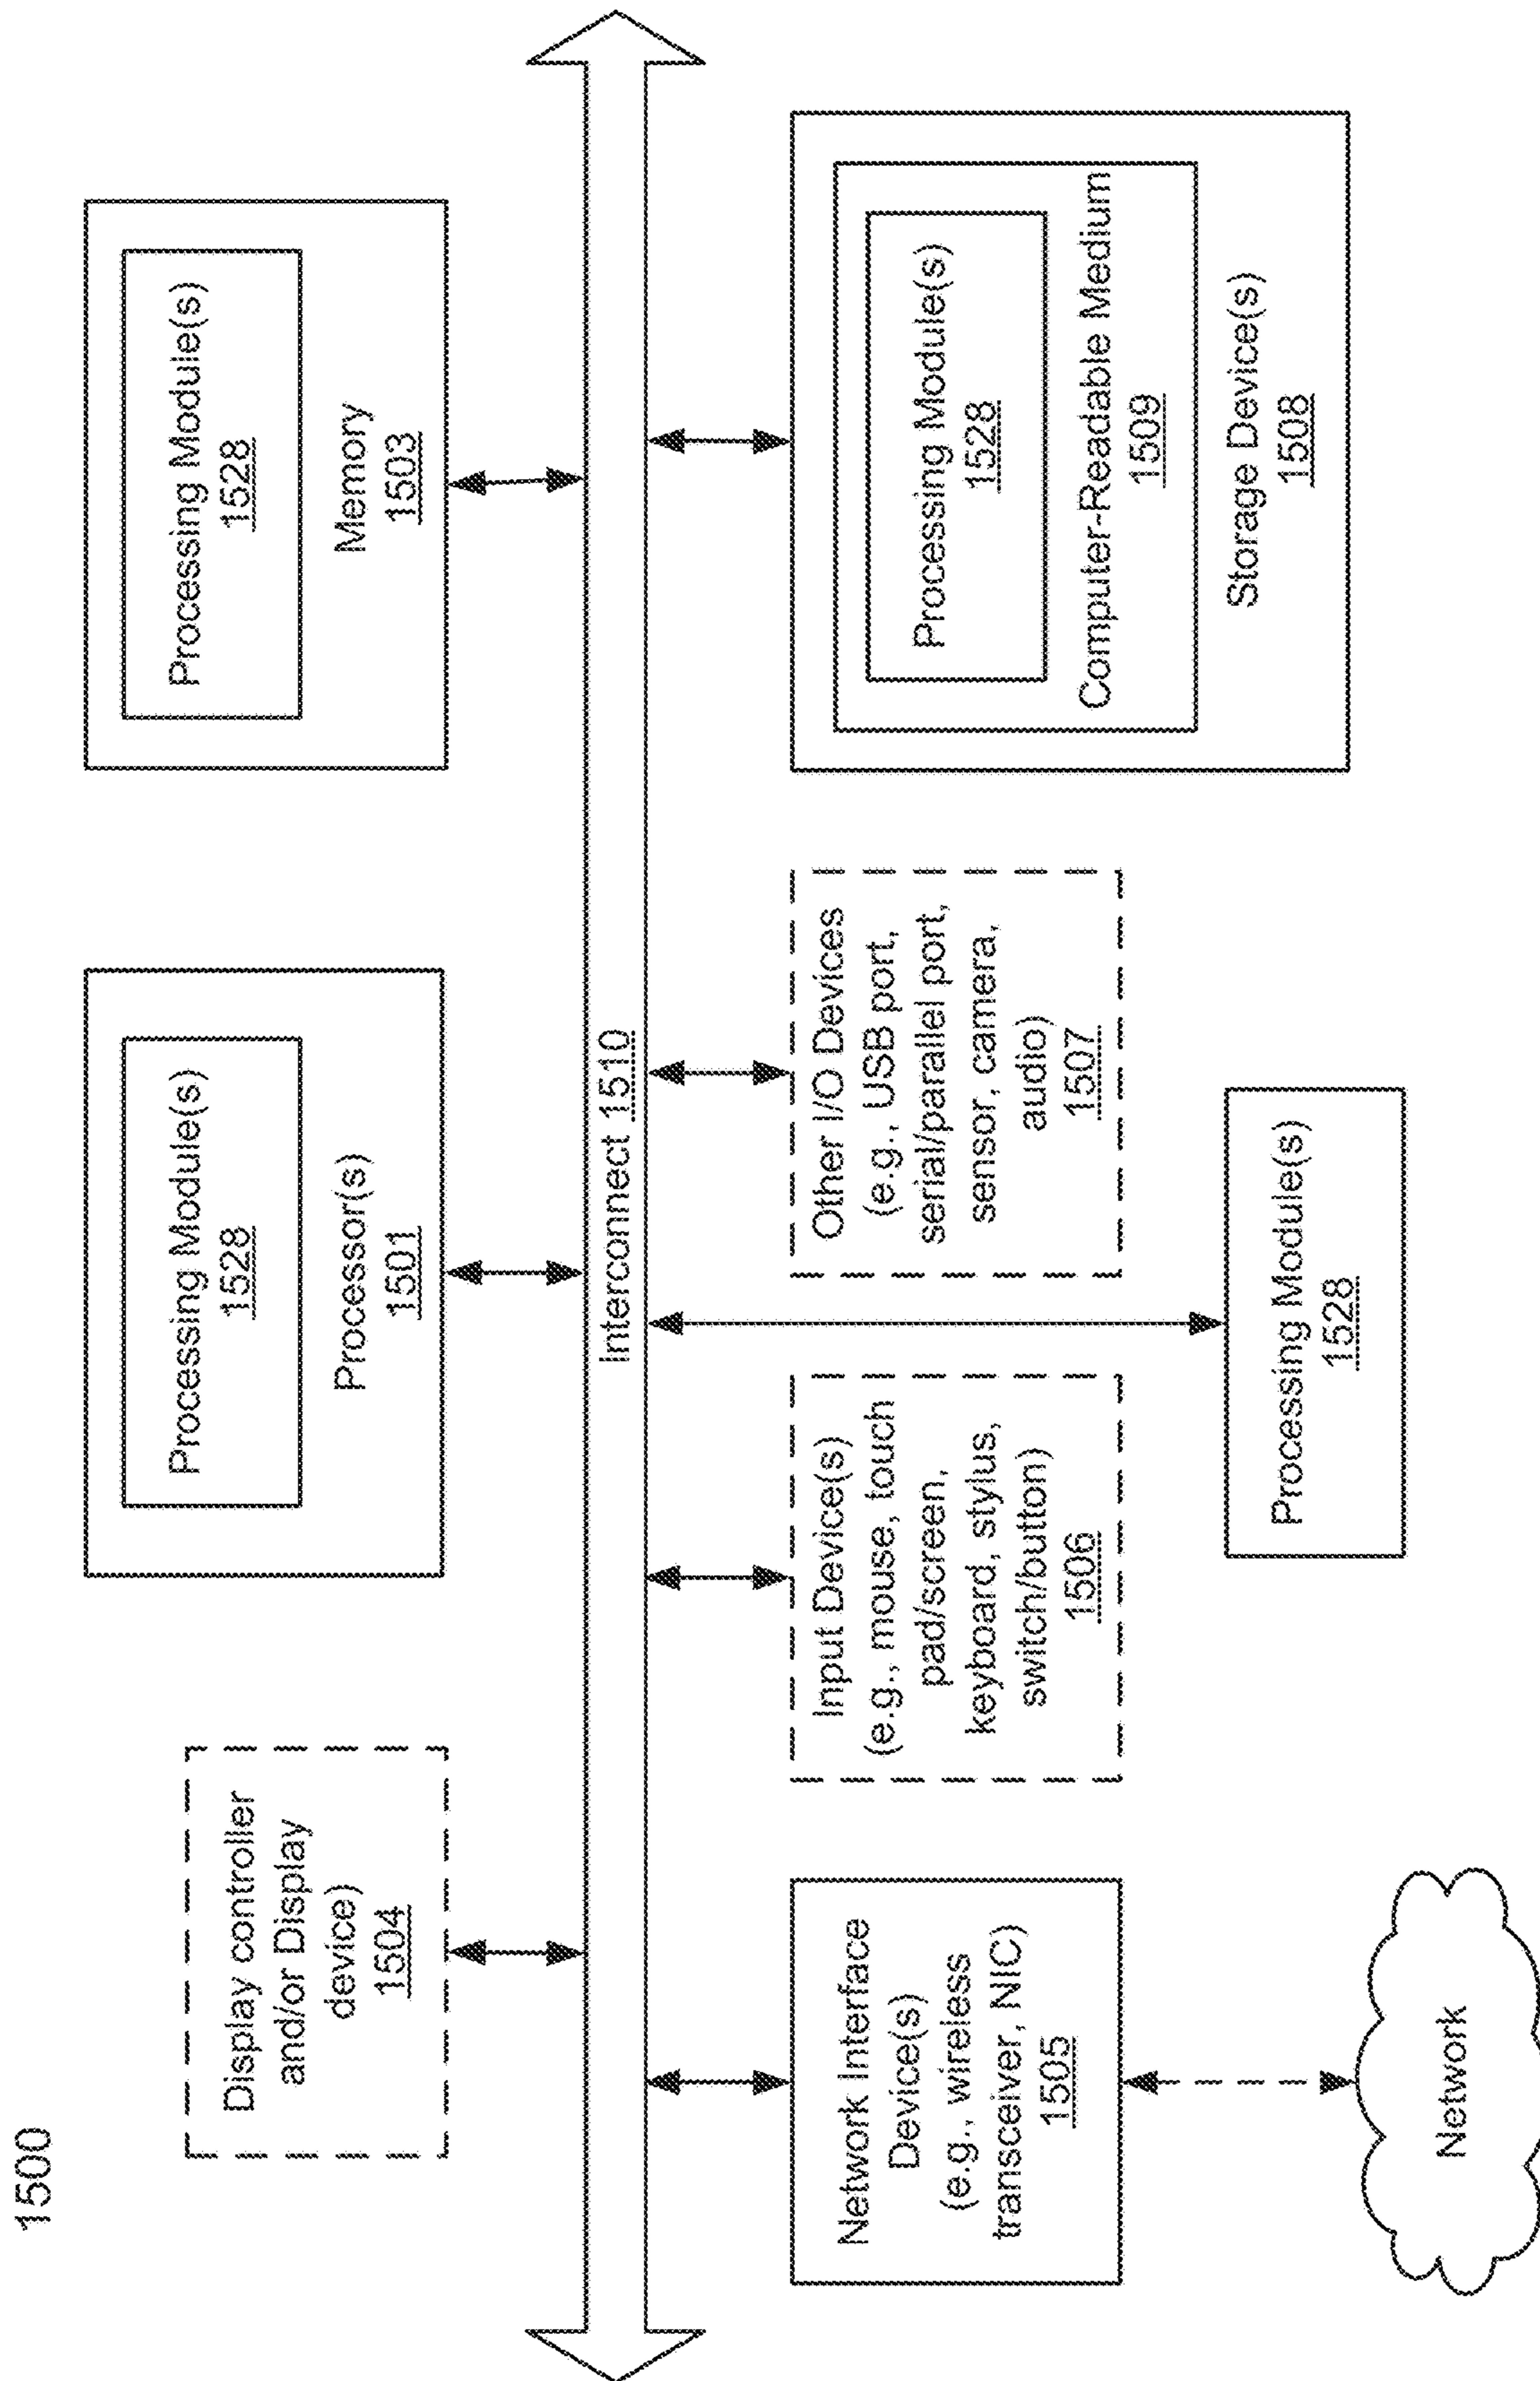 1500
Display controller
and/or Display
device)
1504
Processing Module(s)
1528
Processor(s)
1501
Processing Module(s)
1528
Memory
1503
Interconnect 1510
Network Interface
Device(s)
(e.g., wireless
transceiver, NIC)
1505
Input Device(s)
(e.g., mouse, touch
pad/screen,
keyboard, stylus,
switch/button)
1506
Other I/O Devices
(e.g., USB port,
serial/parallel port,
sensor, camera,
audio)
1507
Processing Module(s)
1528
Computer-Readable Medium
1509
Storage Device(s)
1508
Processing Module(s)
1528
Network